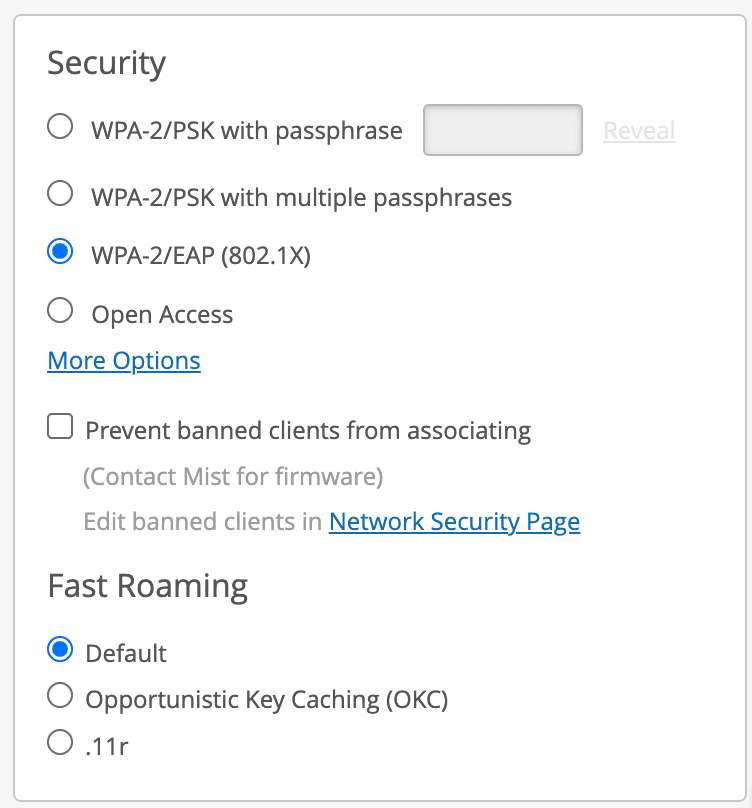 Security
WPA-2/PSK with passphrase Reveal
WPA-2/PSK with multiple passphrases
WPA-2/EAP (802.1X)
Open Access
More Options
Prevent banned clients from associating
(Contact Mist for firmware)
Edit banned clients in Network Security Page
Fast Roaming
Default
Opportunistic Key Caching (OKC)
.11r